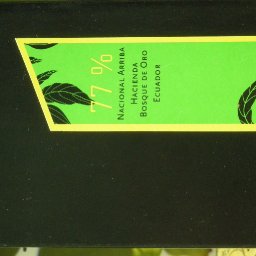 77 %
Nacional Arriba
Hacienda
Bosque de Oro
Ecuador